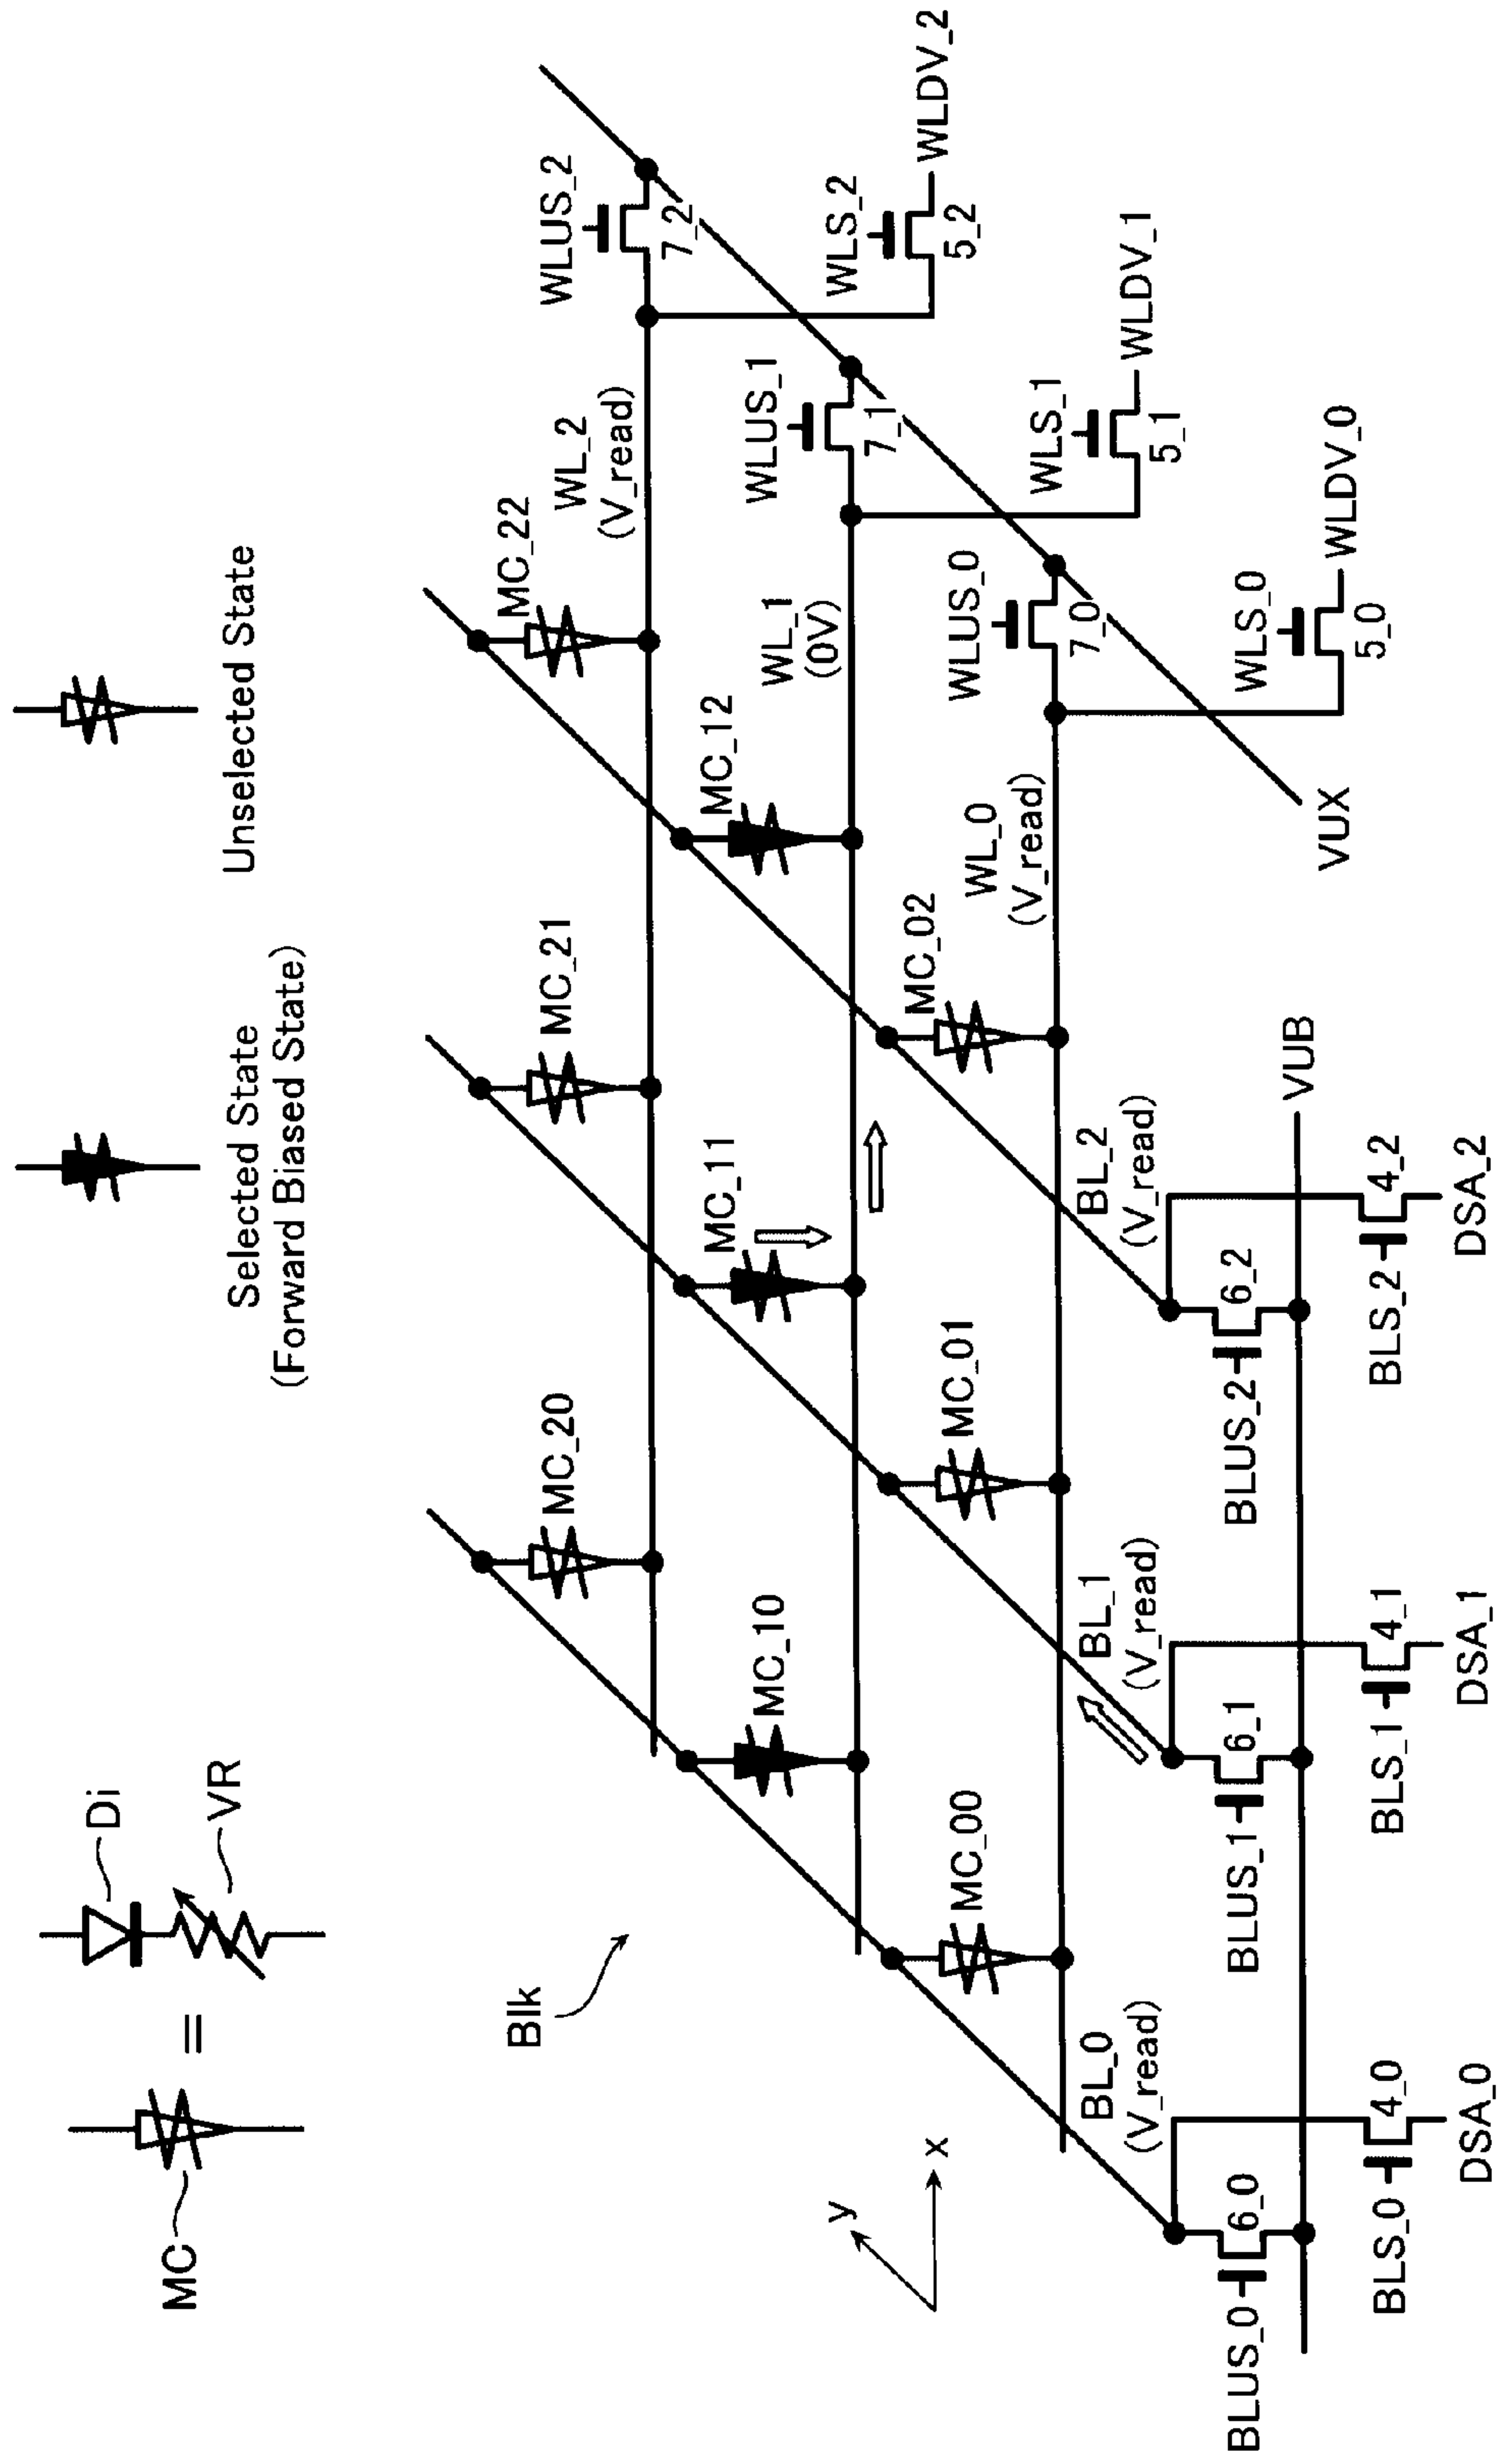 MC
=
Di
VR
Selected State
(Forward Biased State)
Unselected State
Blk
MC_20
MC_21
MC_22
WL_2
(V_read)
WLUS_2
7_2
WLS_2
5_2
WLDV_2
MC_10
MC_11
MC_12
WL_1
(0V)
WLUS_1
7_1
WLS_1
5_1
WLDV_1
MC_00
MC_01
MC_02
WL_0
(V_read)
WLUS_0
7_0
WLS_0
5_0
WLDV_0
VUX
y
x
BL_0
(V_read)
BL_1
(V_read)
BL_2
(V_read)
BLUS_0
6_0
BLUS_1
6_1
BLUS_2
6_2
VUB
BLS_0
4_0
BLS_1
4_1
BLS_2
4_2
DSA_0
DSA_1
DSA_2